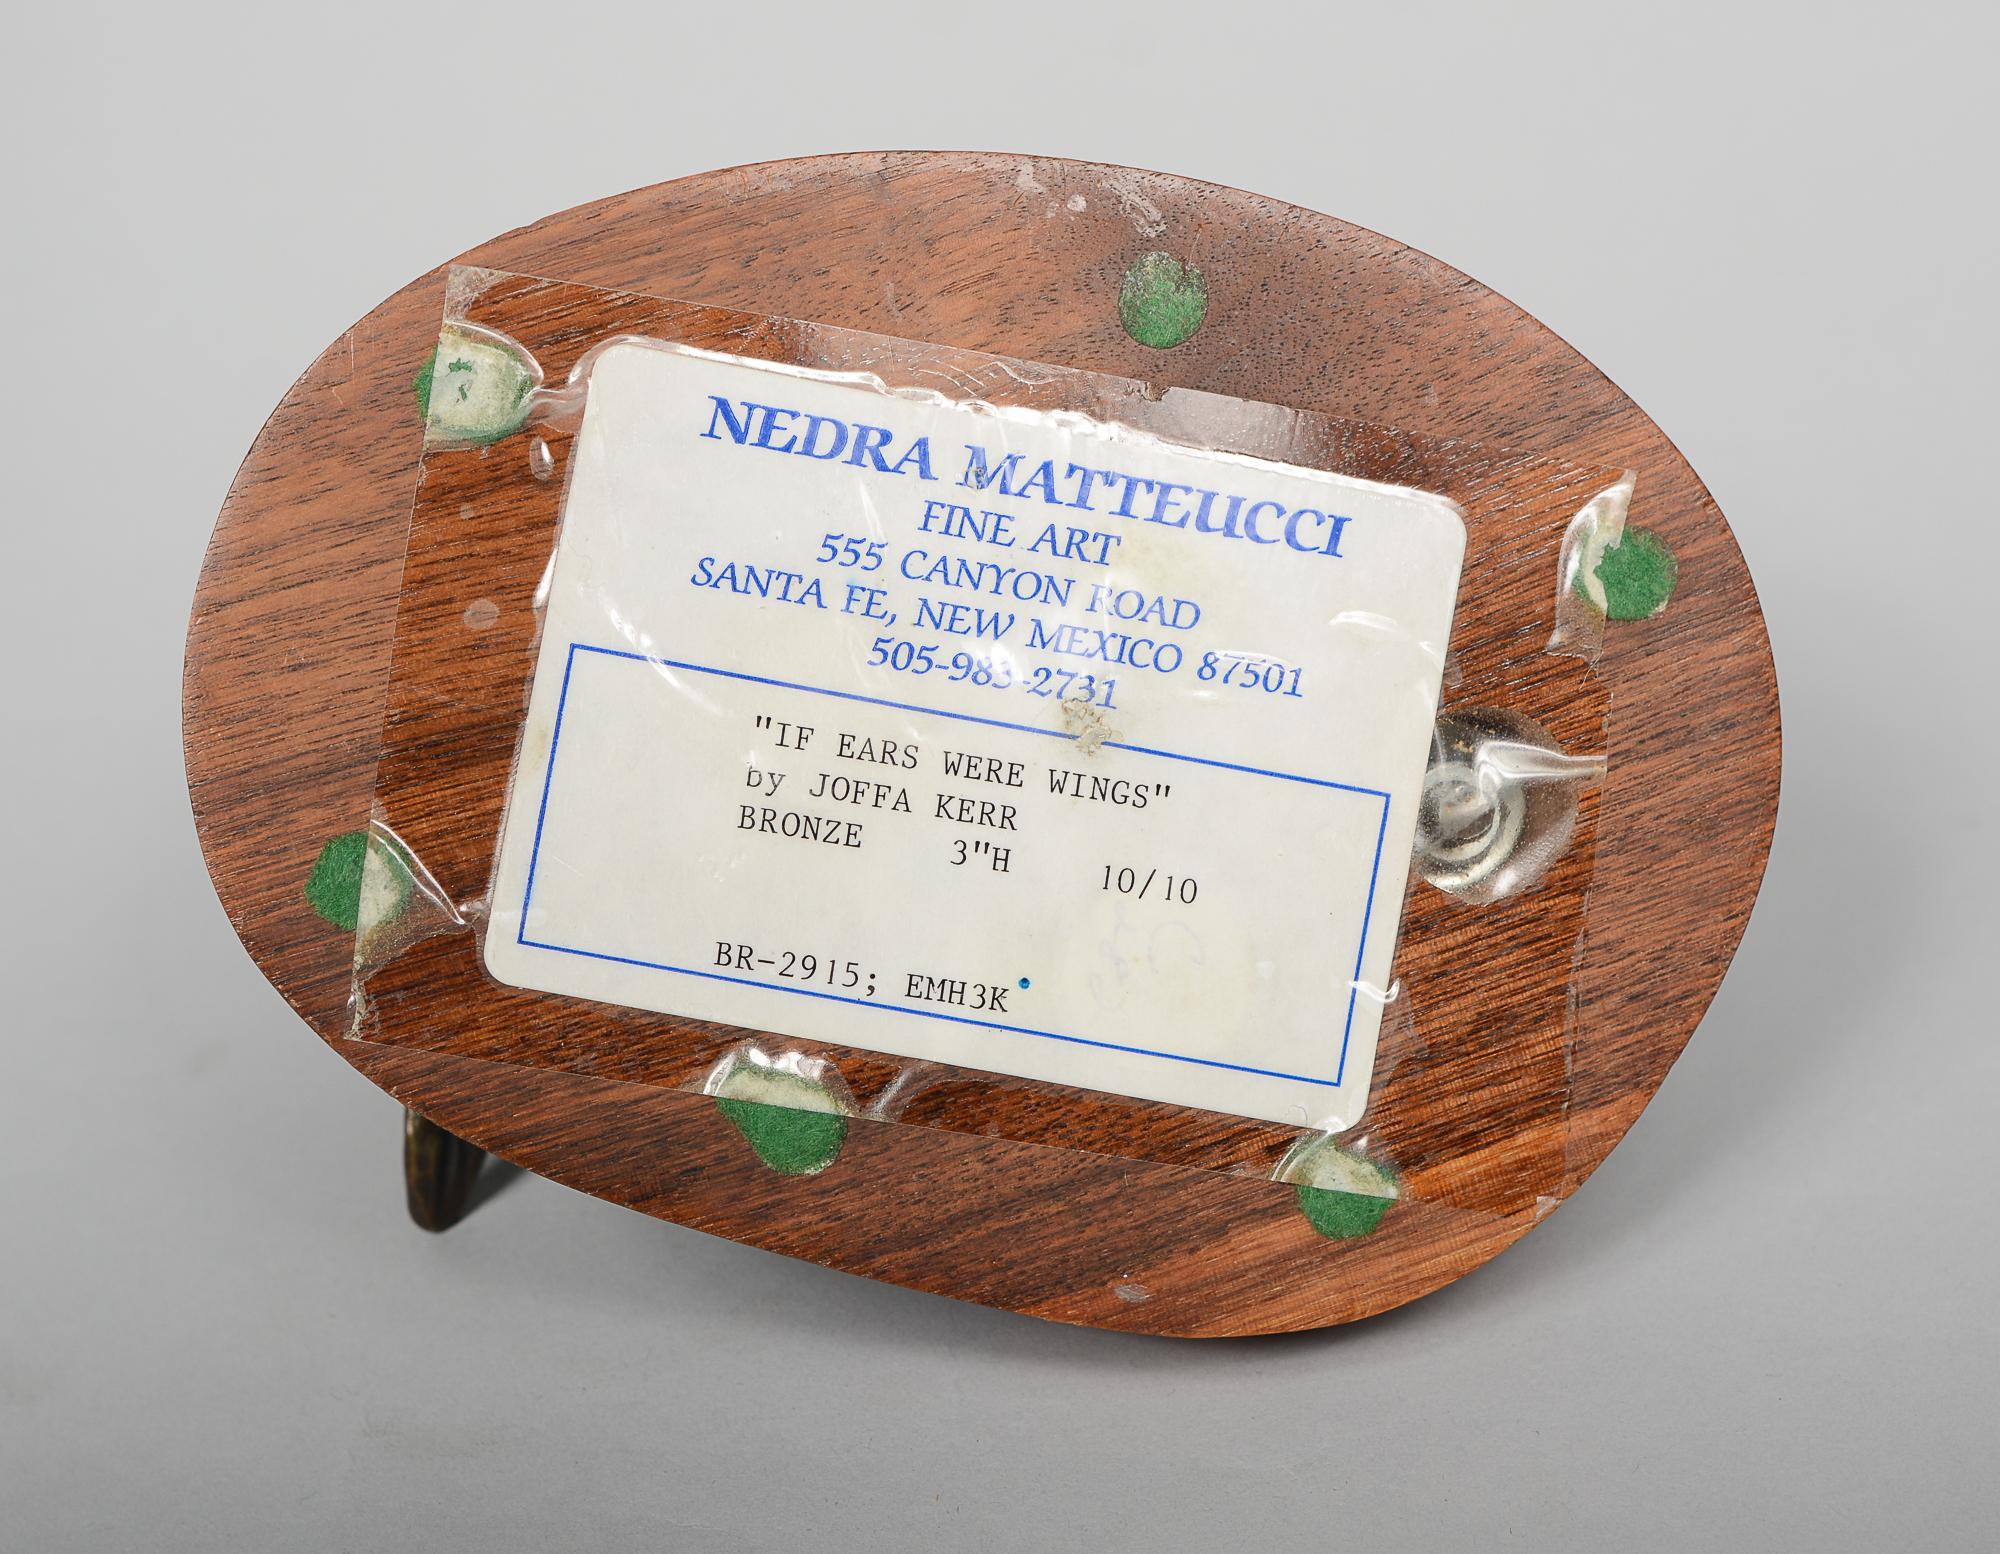 NEDRA MATTEUCCI
FINE ART
555 CANYON ROAD
SANTA FE, NEW MEXICO 87501
505-983-2731
"IF EARS WERE WINGS"
by JOFFA KERR
BRONZE 3"H 10/10
BR-2915; EMH3K